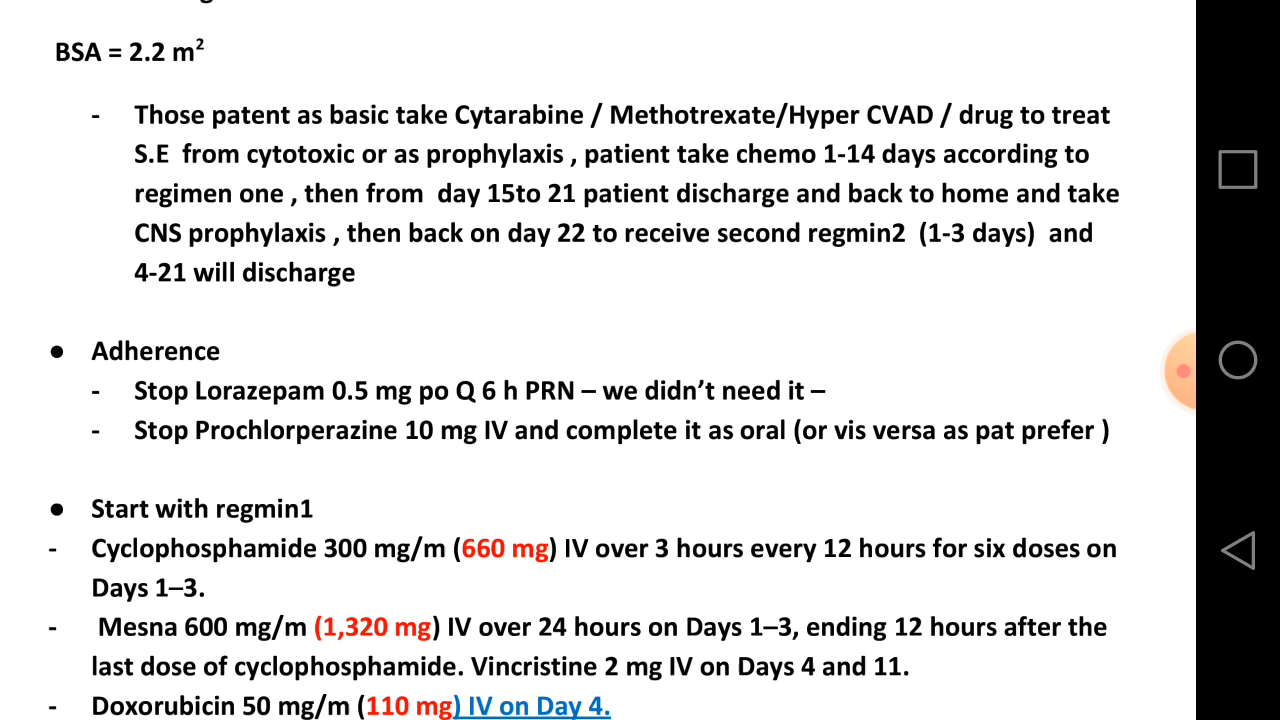 BSA = 2.2 m²
- Those patent as basic take Cytarabine / Methotrexate/Hyper CVAD / drug to treat
S.E from cytotoxic or as prophylaxis , patient take chemo 1-14 days according to
regimen one , then from day 15to 21 patient discharge and back to home and take
CNS prophylaxis , then back on day 22 to receive second regmin2 (1-3 days) and
4-21 will discharge
● Adherence
- Stop Lorazepam 0.5 mg po Q 6 h PRN – we didn’t need it –
- Stop Prochlorperazine 10 mg IV and complete it as oral (or vis versa as pat prefer )
● Start with regmin1
- Cyclophosphamide 300 mg/m (660 mg) IV over 3 hours every 12 hours for six doses on
Days 1–3.
- Mesna 600 mg/m (1,320 mg) IV over 24 hours on Days 1–3, ending 12 hours after the
last dose of cyclophosphamide. Vincristine 2 mg IV on Days 4 and 11.
- Doxorubicin 50 mg/m (110 mg) IV on Day 4.